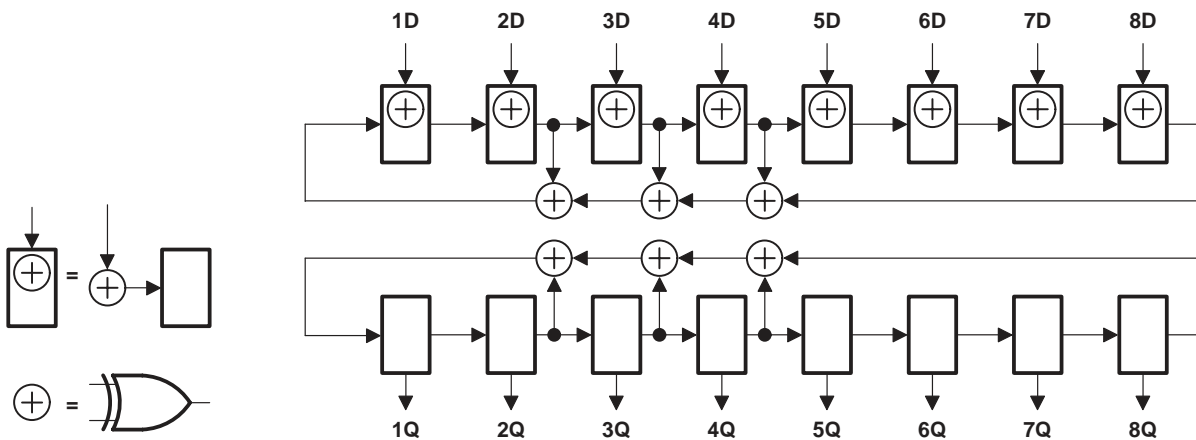 1D 2D 3D 4D 5D 6D 7D 8D
=
=
1Q 2Q 3Q 4Q 5Q 6Q 7Q 8Q